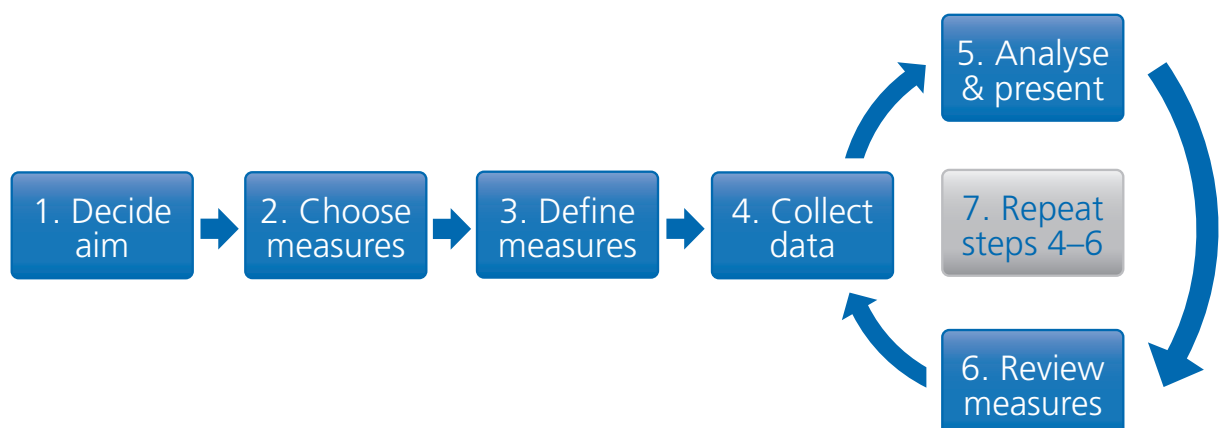 1. Decide
aim
2. Choose
measures
3. Define
measures
4. Collect
data
5. Analyse
& present
6. Review
measures
7. Repeat
steps 4–6